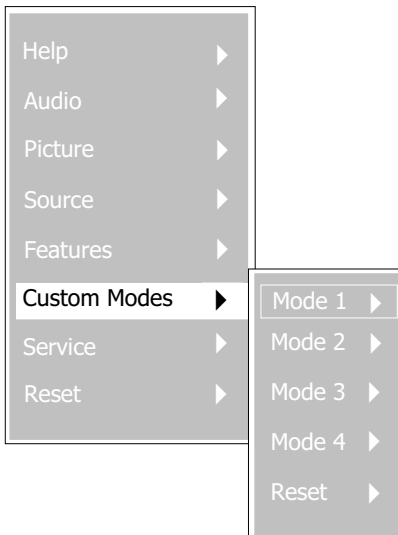 Help
Audio
Picture
Source
Features
Custom Modes
Service
Reset
Mode 1
Mode 2
Mode 3
Mode 4
Reset